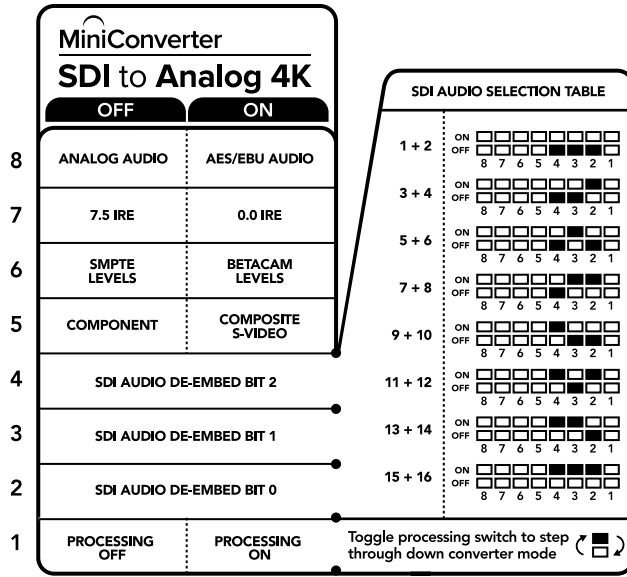 MiniConverter
SDI to Analog 4K
OFF ON
8 ANALOG AUDIO AES/EBU AUDIO
7 7.5 IRE 0.0 IRE
6 SMPTE LEVELS BETACAM LEVELS
5 COMPONENT COMPOSITE S-VIDEO
4 SDI AUDIO DE-EMBED BIT 2
3 SDI AUDIO DE-EMBED BIT 1
2 SDI AUDIO DE-EMBED BIT 0
1 PROCESSING OFF PROCESSING ON
SDI AUDIO SELECTION TABLE
1 + 2
ON
OFF
8 7 6 5 4 3 2 1
3 + 4
ON
OFF
8 7 6 5 4 3 2 1
5 + 6
ON
OFF
8 7 6 5 4 3 2 1
7 + 8
ON
OFF
8 7 6 5 4 3 2 1
9 + 10
ON
OFF
8 7 6 5 4 3 2 1
11 + 12
ON
OFF
8 7 6 5 4 3 2 1
13 + 14
ON
OFF
8 7 6 5 4 3 2 1
15 + 16
ON
OFF
8 7 6 5 4 3 2 1
Toggle processing switch to step
through down converter mode